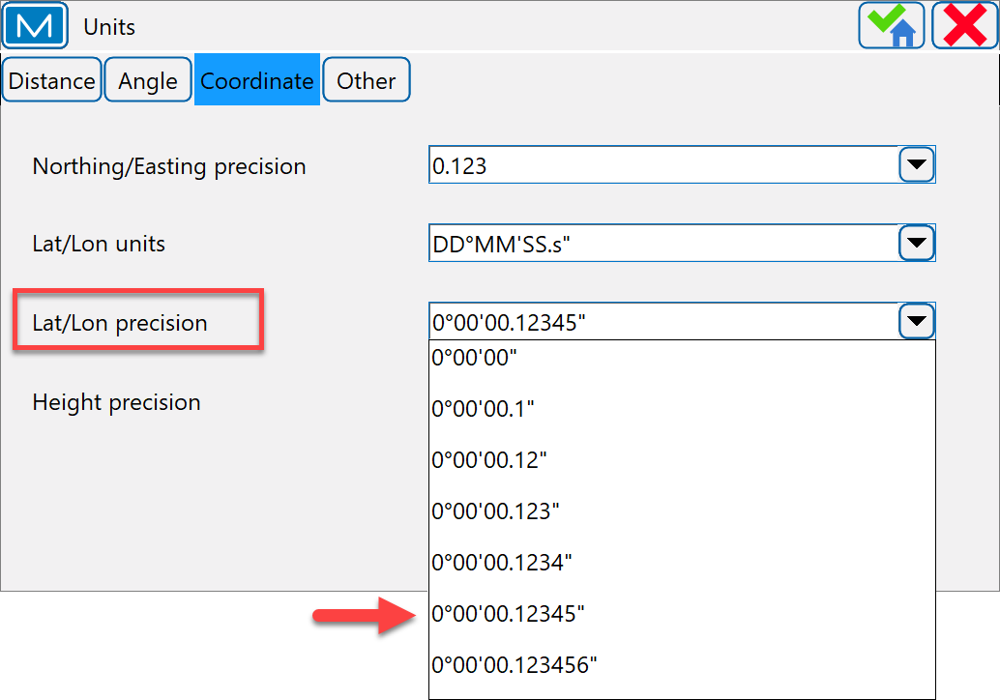 M Units
Distance Angle Coordinate Other
Northing/Easting precision 0.123
Lat/Lon units DD°MM'SS.s"
Lat/Lon precision 0°00'00.12345"
0°00'00"
Height precision
0°00'00.1"
0°00'00.12"
0°00'00.123"
0°00'00.1234"
0°00'00.12345"
0°00'00.123456"